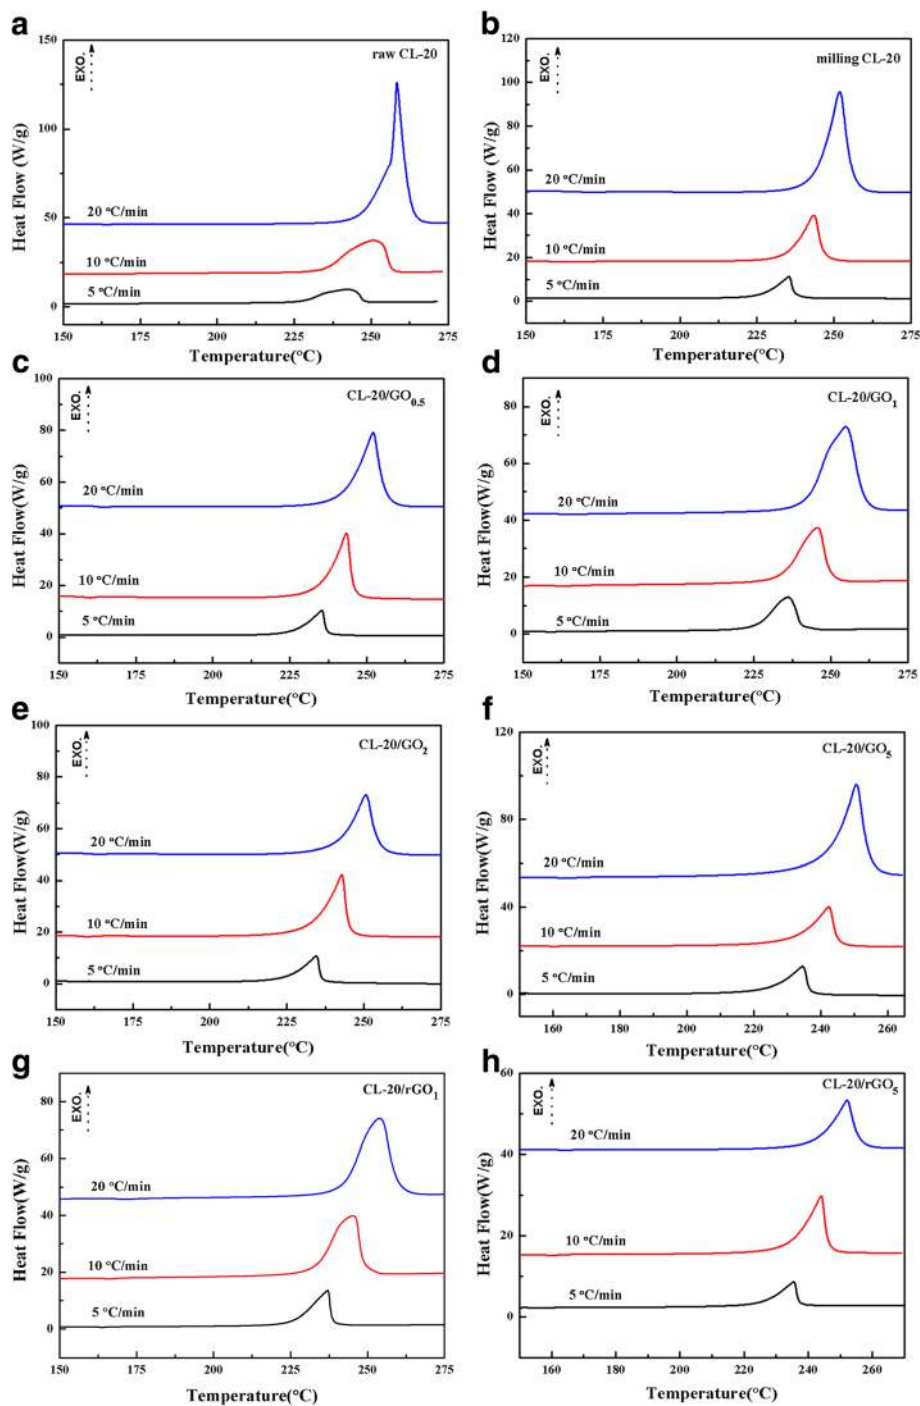 a
150
100
50
0
EXO.
raw CL-20
20 °C/min
10 °C/min
5 °C/min
Heat Flow (W/g)
150 175 200 225 250 275
Temperature(°C)
b
120
100
80
60
40
20
0
EXO.
milling CL-20
20 °C/min
10 °C/min
5 °C/min
Heat Flow (W/g)
150 175 200 225 250 275
Temperature(°C)
c
100
80
60
40
20
0
EXO.
CL-20/GO0.5
20 °C/min
10 °C/min
5 °C/min
Heat Flow(W/g)
150 175 200 225 250 275
Temperature(°C)
d
80
60
40
20
0
EXO.
CL-20/GO1
20 °C/min
10 °C/min
5 °C/min
Heat Flow(W/g)
150 175 200 225 250 275
Temperature(°C)
e
100
80
60
40
20
0
EXO.
CL-20/GO2
20 °C/min
10 °C/min
5 °C/min
Heat Flow(W/g)
150 175 200 225 250 275
Temperature(°C)
f
120
80
40
0
EXO.
CL-20/GO5
20 °C/min
10 °C/min
5 °C/min
Heat Flow(W/g)
160 180 200 220 240 260
Temperature(°C)
g
80
60
40
20
0
EXO.
CL-20/rGO1
20 °C/min
10 °C/min
5 °C/min
Heat Flow(W/g)
150 175 200 225 250 275
Temperature(°C)
h
60
40
20
0
EXO.
CL-20/rGO5
20 °C/min
10 °C/min
5 °C/min
Heat Flow(W/g)
160 180 200 220 240 260
Temperature(°C)